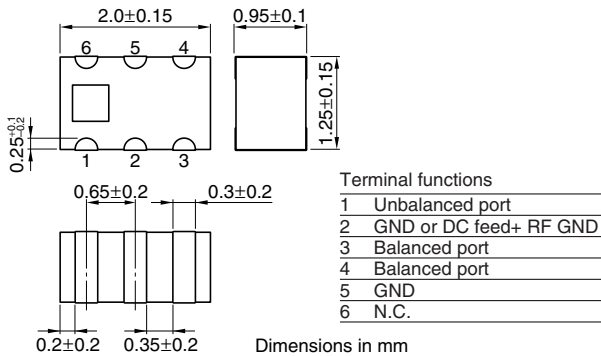 2.0±0.15
0.95±0.1
6 5 4
1.25±0.15
0.25+0.1-0.2
1 2 3
0.65±0.2
0.3±0.2
Terminal functions
1 Unbalanced port
2 GND or DC feed+ RF GND
3 Balanced port
4 Balanced port
5 GND
6 N.C.
0.2±0.2
0.35±0.2
Dimensions in mm